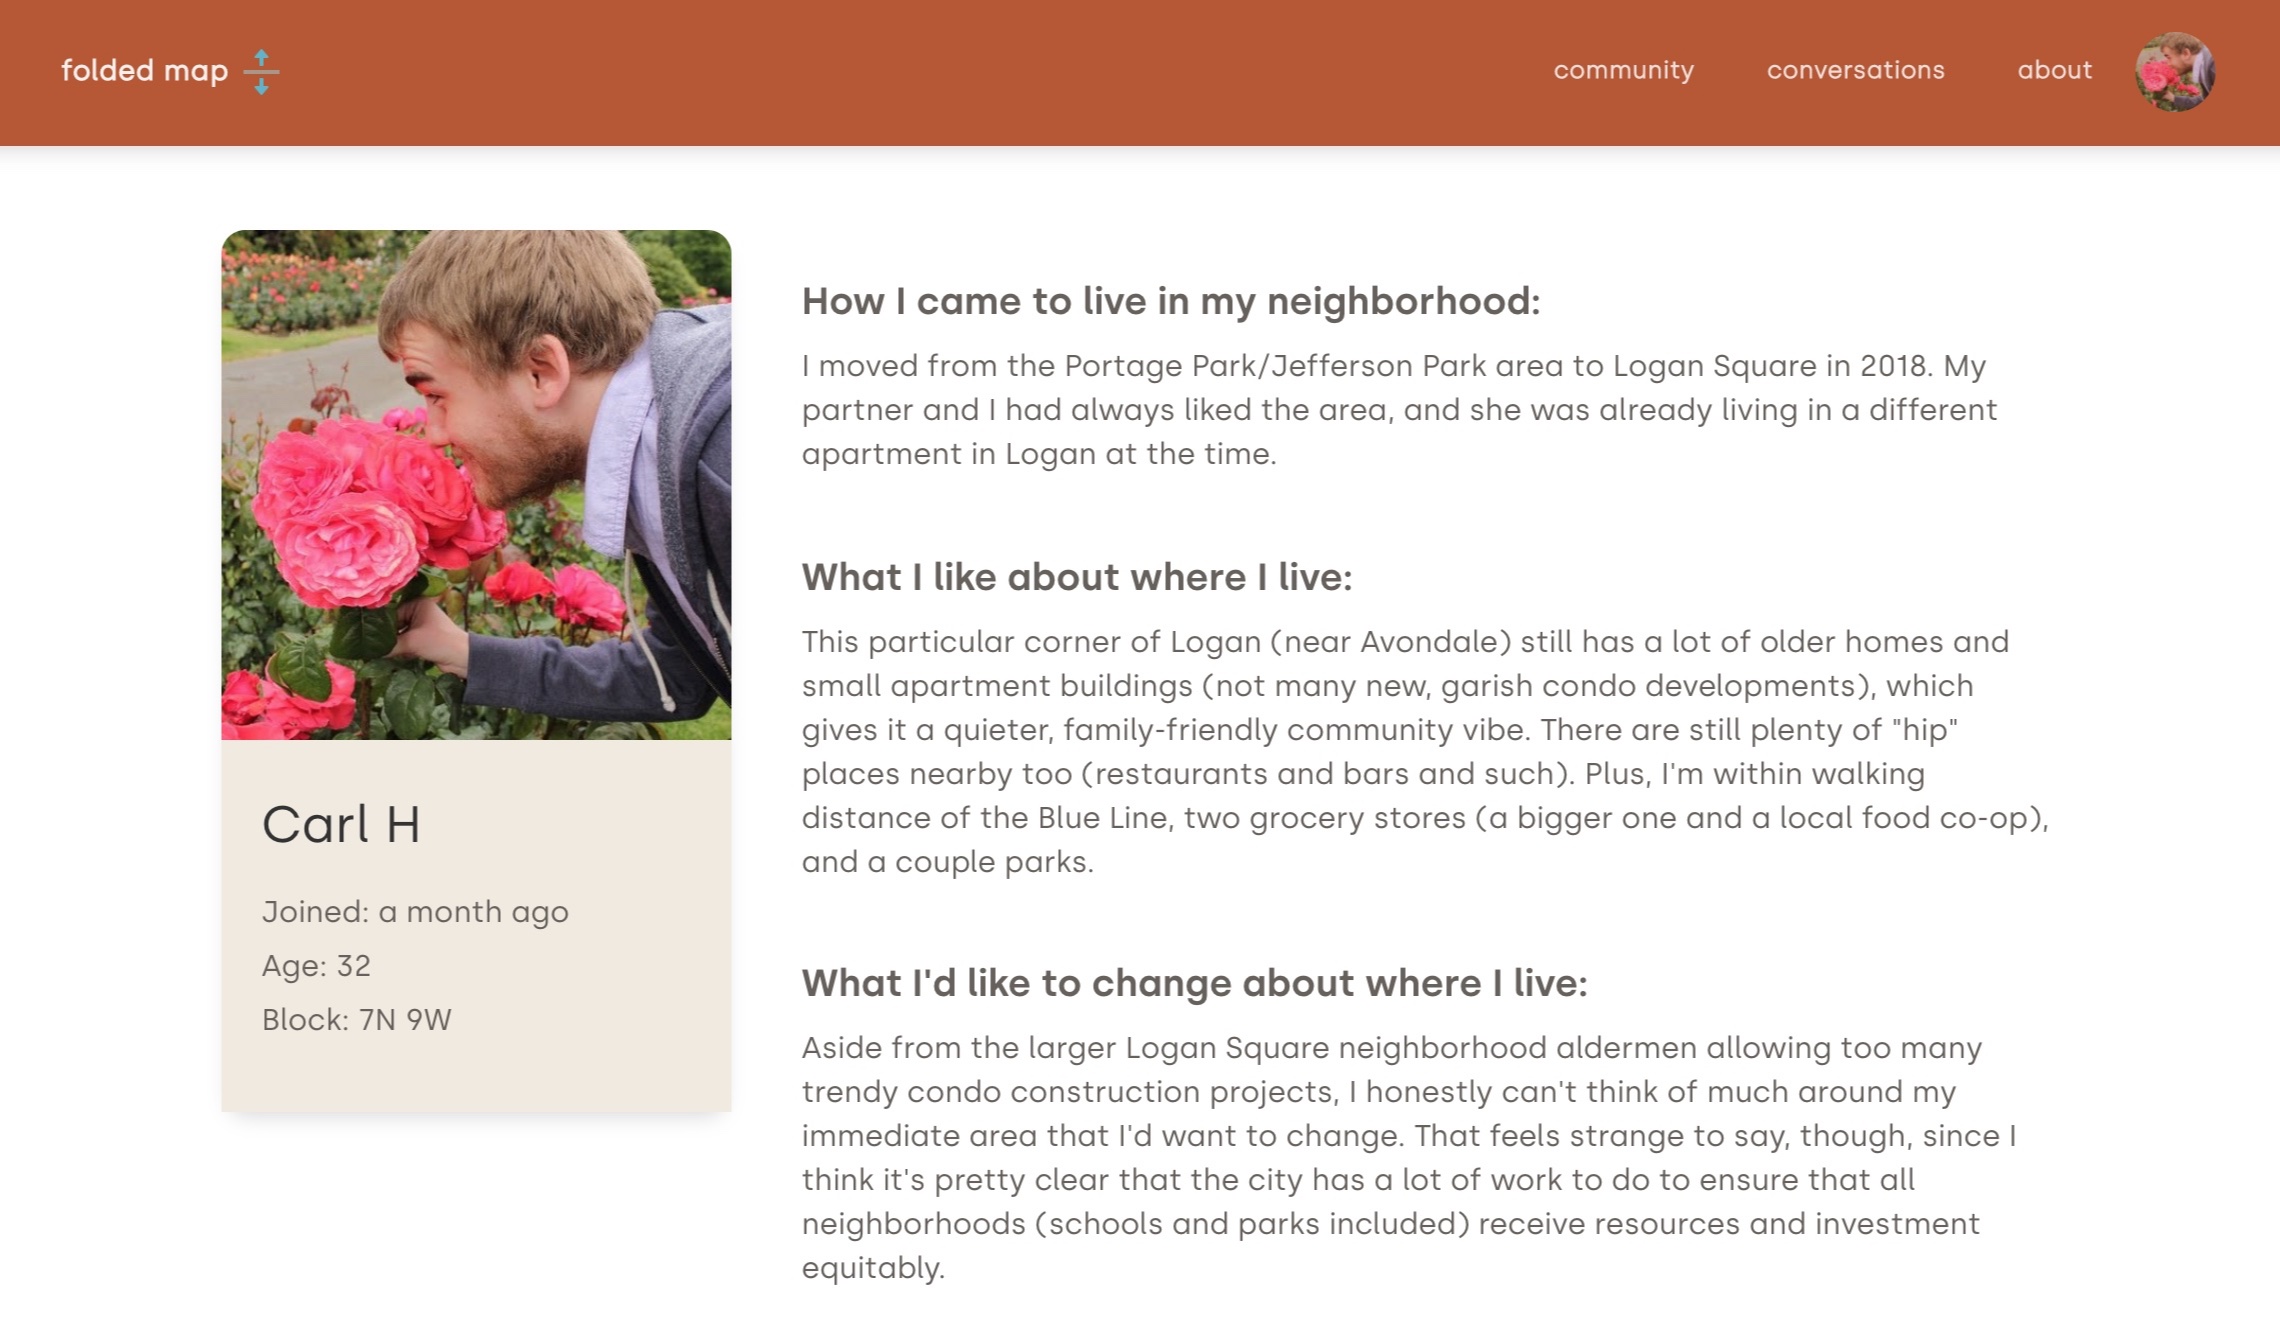 folded map
community
conversations
about
How I came to live in my neighborhood:
I moved from the Portage Park/Jefferson Park area to Logan Square in 2018. My
partner and I had always liked the area, and she was already living in a different
apartment in Logan at the time.
What I like about where I live:
This particular corner of Logan (near Avondale) still has a lot of older homes and
small apartment buildings (not many new, garish condo developments), which
gives it a quieter, family-friendly community vibe. There are still plenty of "hip"
places nearby too (restaurants and bars and such). Plus, I'm within walking
distance of the Blue Line, two grocery stores (a bigger one and a local food co-op),
and a couple parks.
What I'd like to change about where I live:
Aside from the larger Logan Square neighborhood aldermen allowing too many
trendy condo construction projects, I honestly can't think of much around my
immediate area that I'd want to change. That feels strange to say, though, since I
think it's pretty clear that the city has a lot of work to do to ensure that all
neighborhoods (schools and parks included) receive resources and investment
equitably.
Carl H
Joined: a month ago
Age: 32
Block: 7N 9W